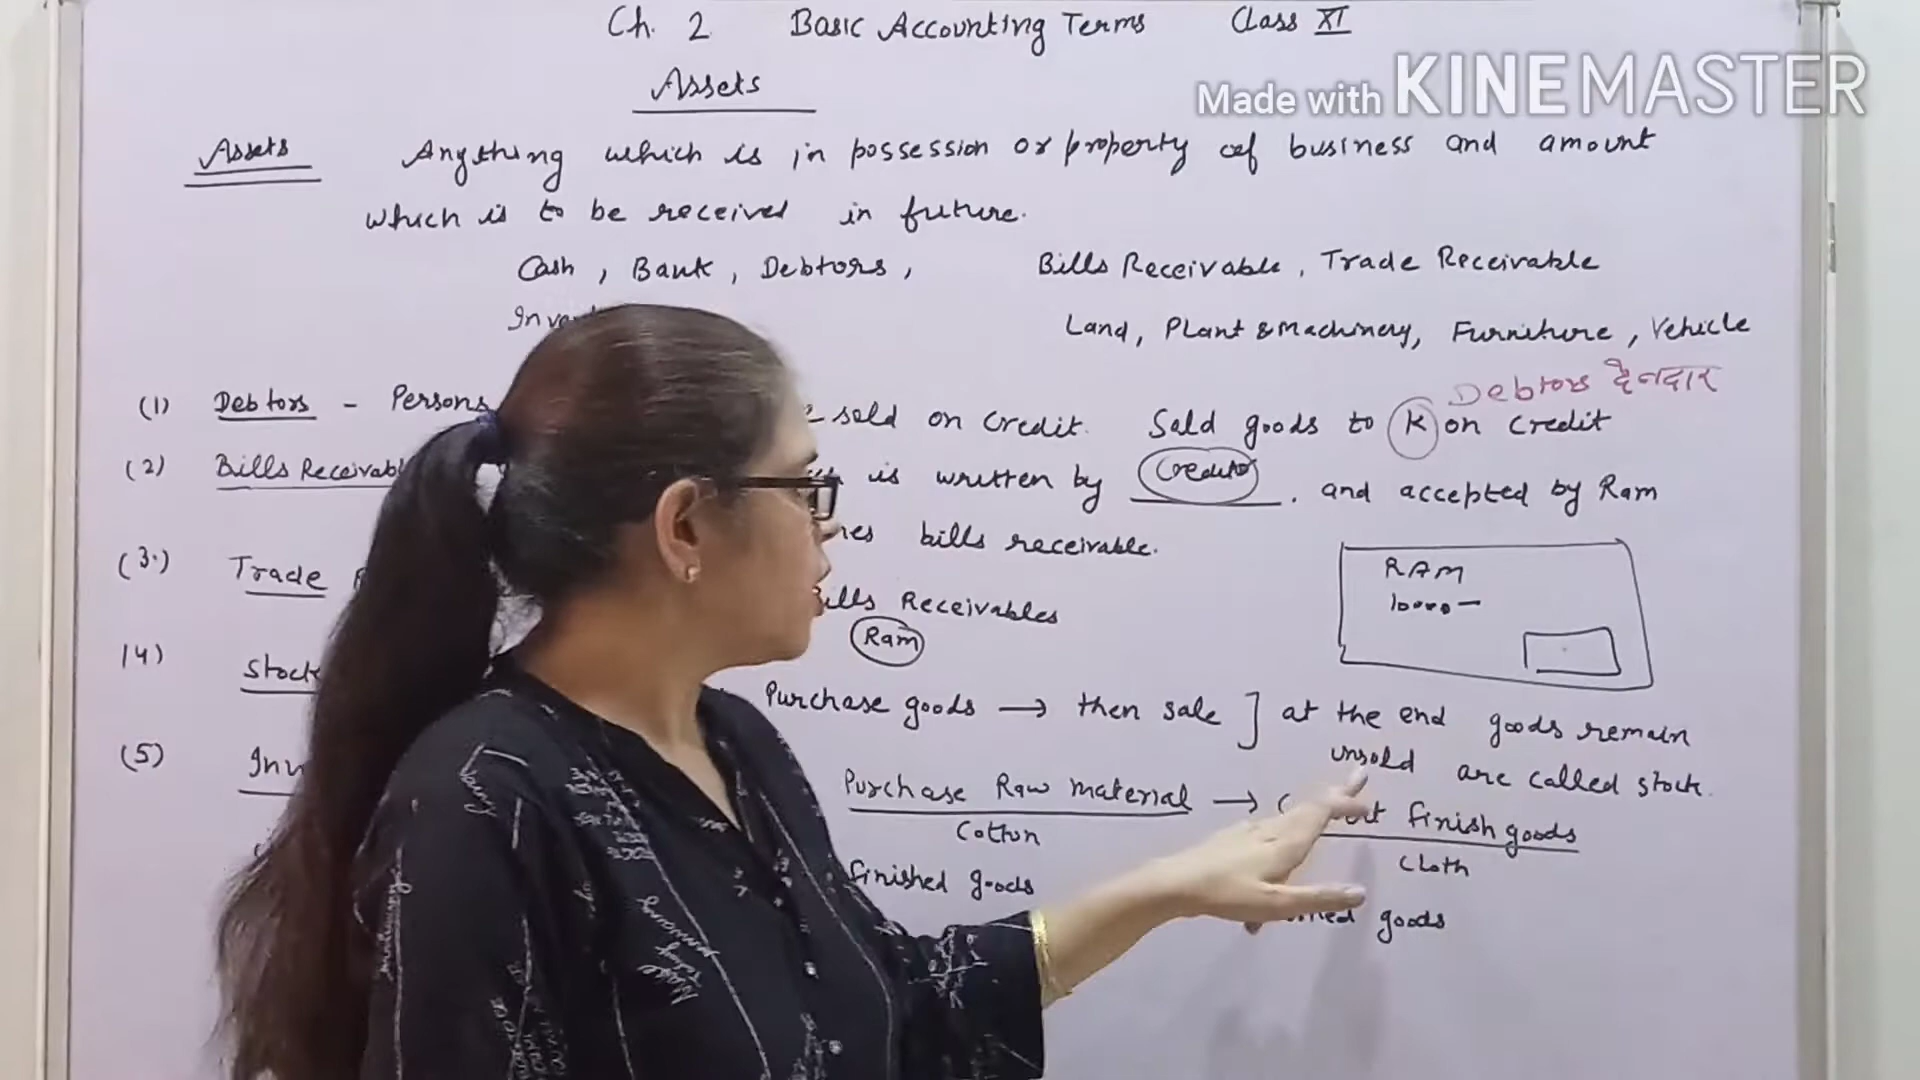 Ch. 2 Basic Accounting Terms Class XI
Made with KINEMASTER
Assets
Assets Anything which is in possession or property of business and amount
which is to be received in future.
Cash, Bank, Debtors, Bills Receivable, Trade Receivable
Land, Plant & Machinery, Furniture, Vehicle
Debtors देनदार
(1) Debtors - Persons sold on credit. Sold goods to K on credit
(2) Bills is written by Creditor. and accepted by Ram
bills receivable.
(3.) Trade Bills Receivables
RAM
10000 -
Ram
(4) Stock Purchase goods → then sale ] at the end goods remain
unsold are called stock.
(5) Purchase Raw material → finish goods
Cotton Cloth
finished goods goods